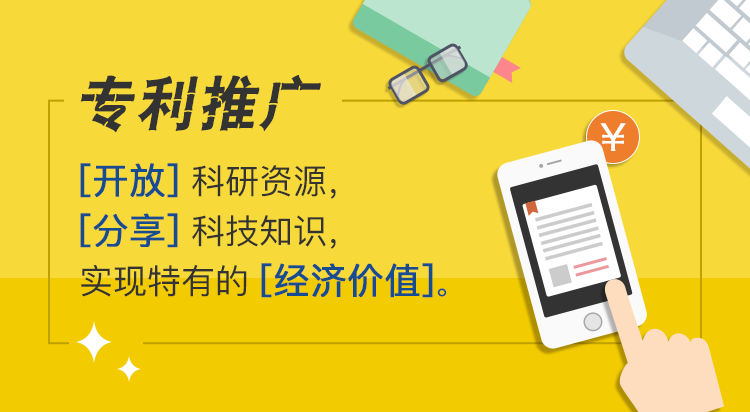 专利推广
[开放] 科研资源，
[分享] 科技知识，
实现特有的 [经济价值]。
¥